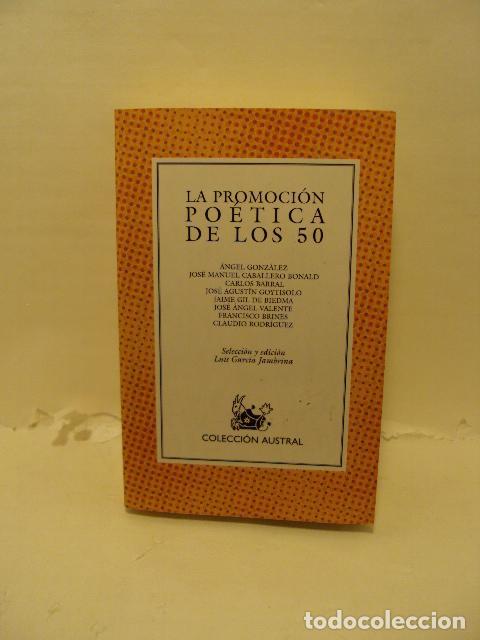 LA PROMOCIÓN
POÉTICA
DE LOS 50
ÁNGEL GONZÁLEZ
JOSÉ MANUEL CABALLERO BONALD
CARLOS BARRAL
JOSÉ AGUSTÍN GOYTISOLO
JAIME GIL DE BIEDMA
JOSÉ ÁNGEL VALENTE
FRANCISCO BRINES
CLAUDIO RODRÍGUEZ
Selección y edición
Luis García Jambrina
COLECCIÓN AUSTRAL
todocoleccion.net